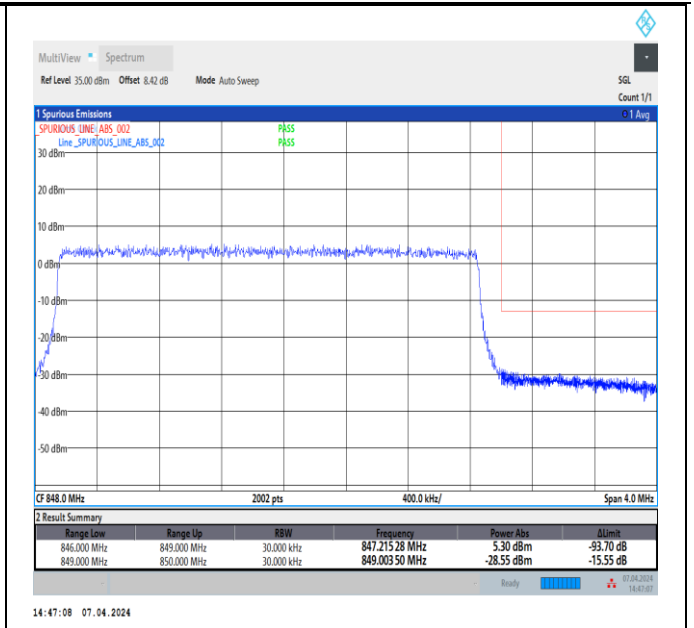 MultiView Spectrum
Ref Level 35.00 dBm Offset 8.42 dB Mode Auto Sweep SGL
Count 1/1
1 Spurious Emissions 1 Avg
_SPURIOUS_LINE_ABS_002 PASS
Line _SPURIOUS_LINE_ABS_002 PASS
30 dBm
20 dBm
10 dBm
0 dBm
-10 dBm
-20 dBm
-30 dBm
-40 dBm
-50 dBm
CF 848.0 MHz 2002 pts 400.0 kHz/ Span 4.0 MHz
2 Result Summary
Range Low Range Up RBW Frequency Power Abs ΔLimit
846.000 MHz 849.000 MHz 30.000 kHz 847.215 28 MHz 5.30 dBm -93.70 dB
849.000 MHz 850.000 MHz 30.000 kHz 849.003 50 MHz -28.55 dBm -15.55 dB
Ready 07.04.2024
14:47:07
14:47:08 07.04.2024